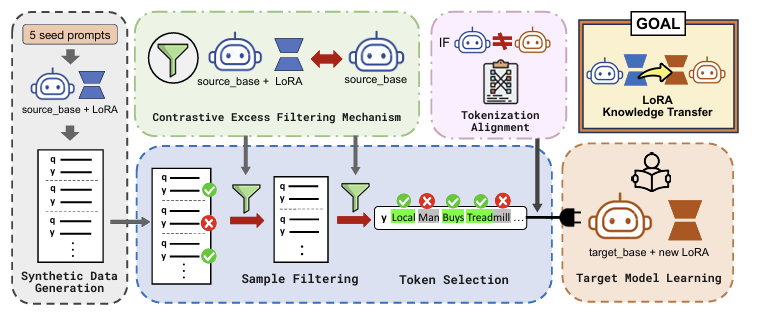 5 seed prompts
source_base + LoRA
q
y
q
y
q
y
Synthetic Data
Generation
source_base + LoRA
source_base
Contrastive Excess Filtering Mechanism
IF
Tokenization
Alignment
GOAL
LoRA
Knowledge Transfer
q
y
q
y
q
y
q
y
q
y
Sample Filtering
y Local Man Buys Treadmill ...
Token Selection
target_base + new LoRA
Target Model Learning